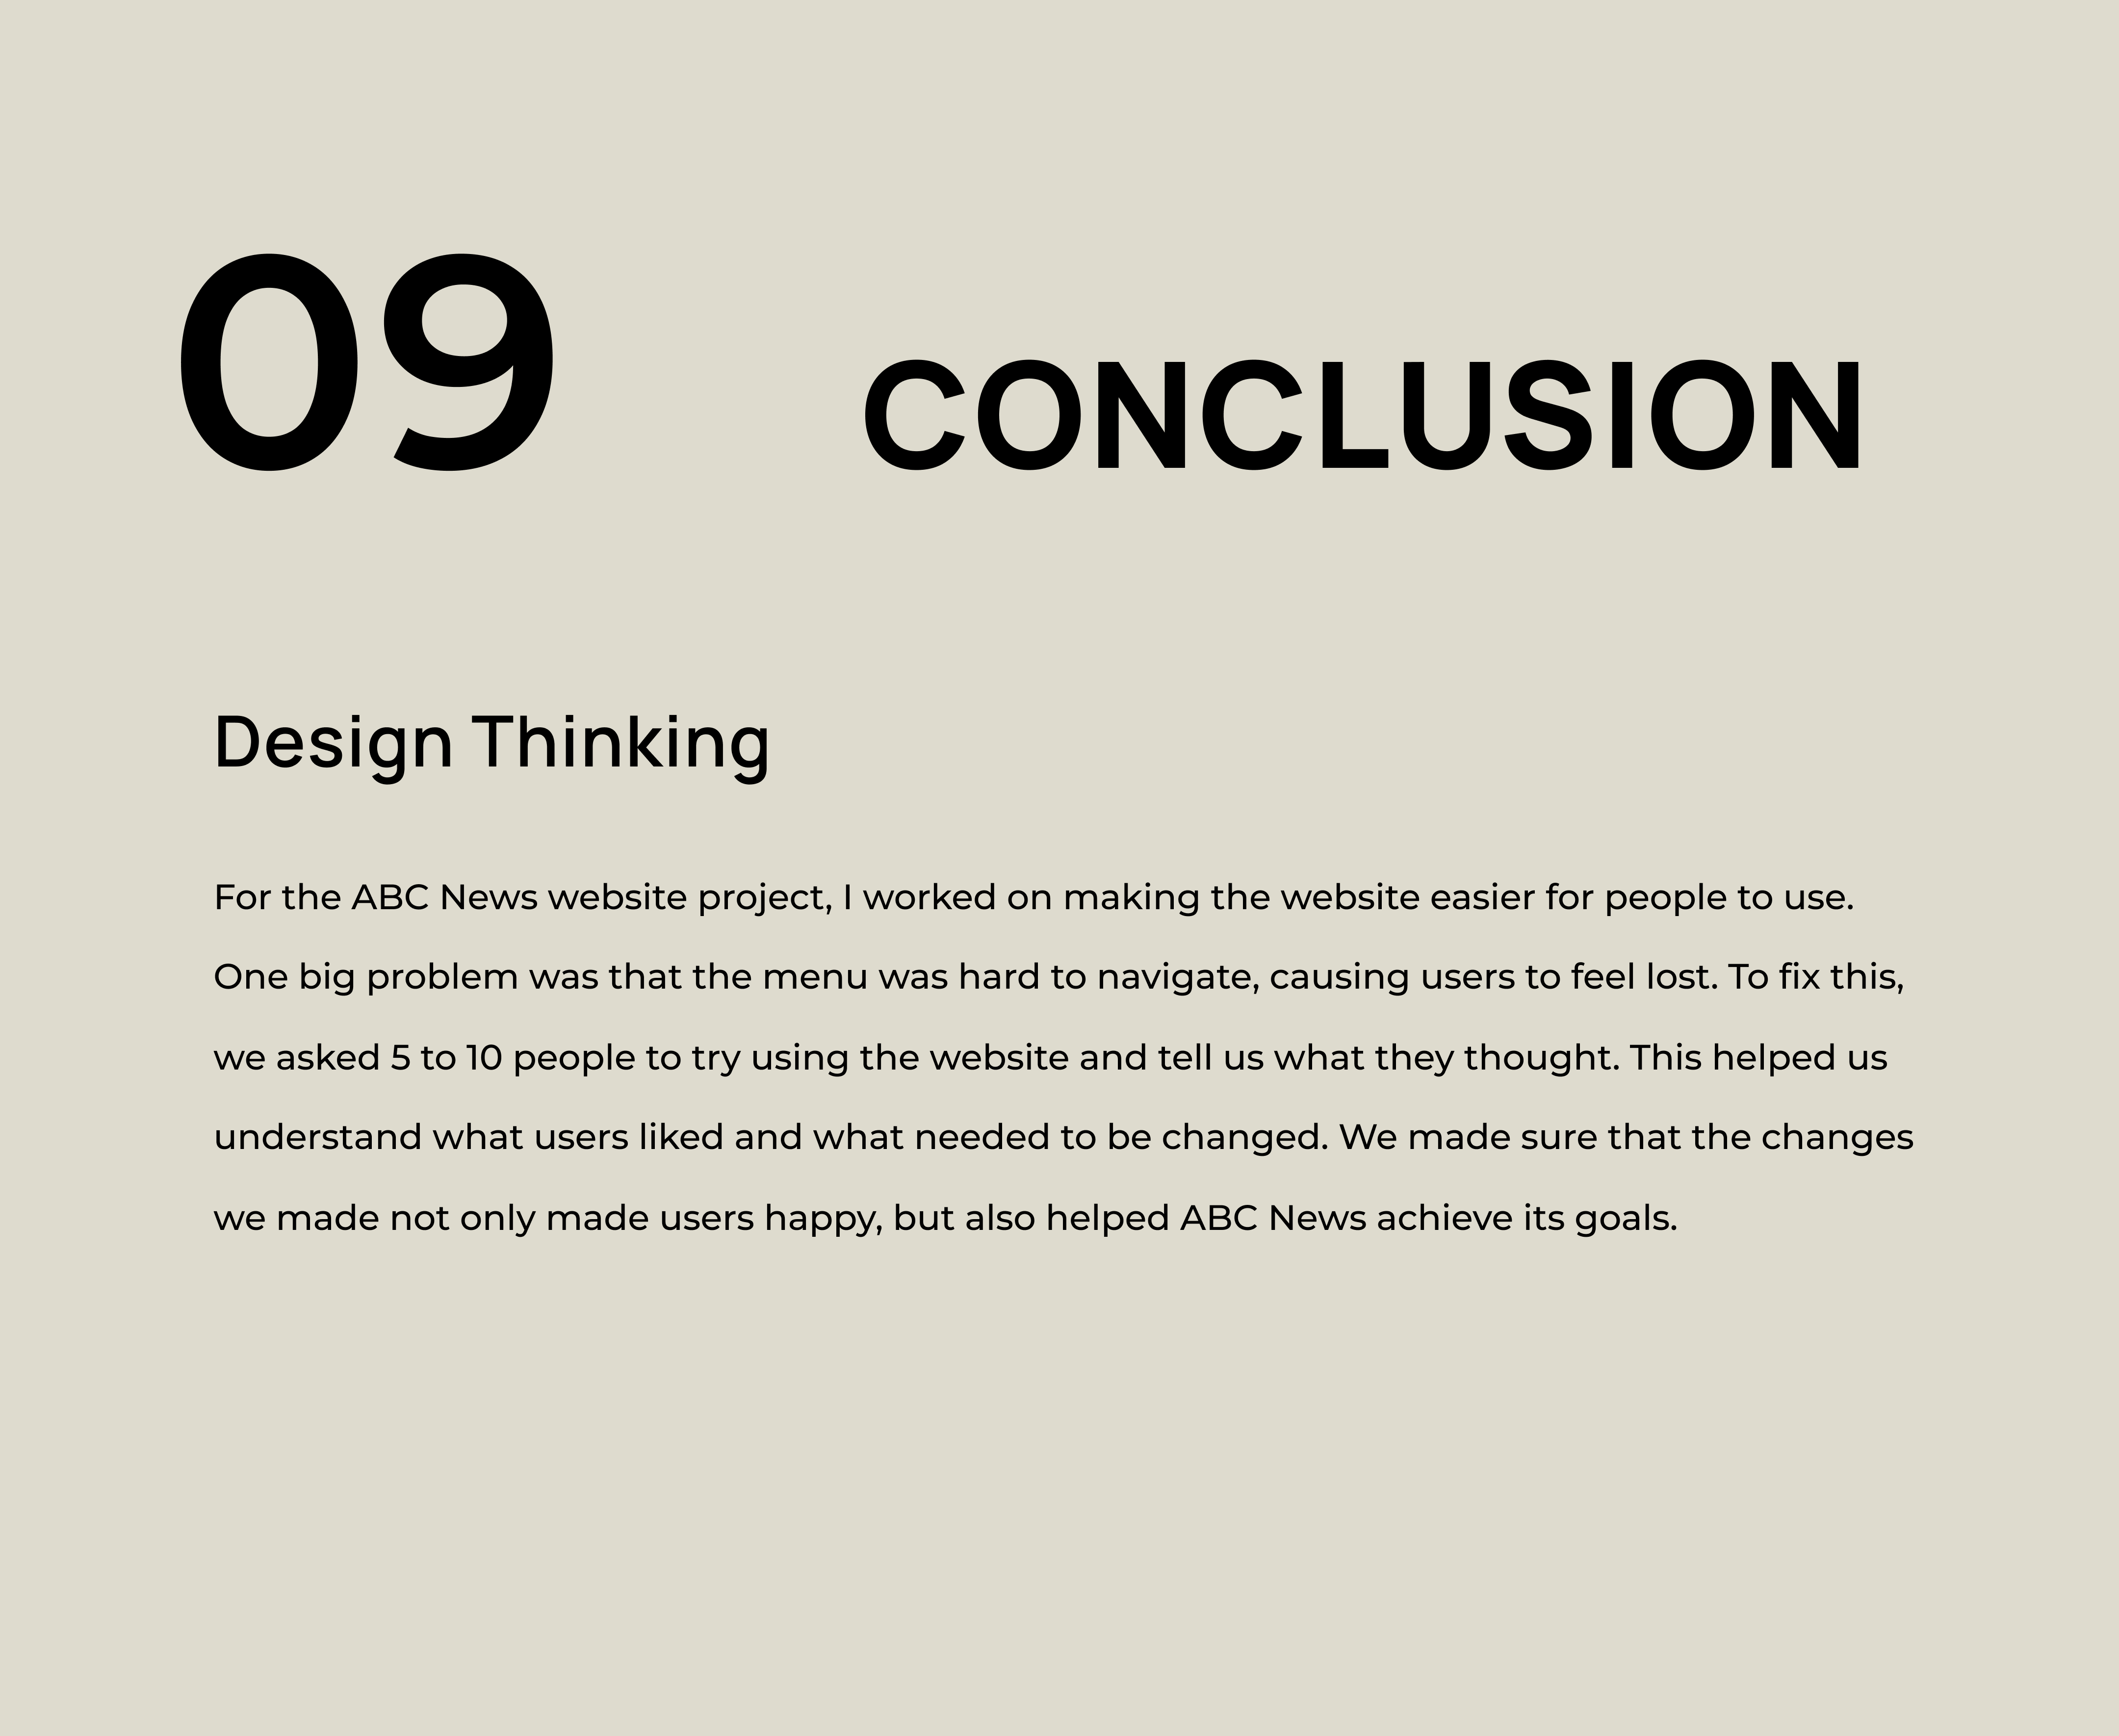 09 CONCLUSION
Design Thinking
For the ABC News website project, I worked on making the website easier for people to use.
One big problem was that the menu was hard to navigate, causing users to feel lost. To fix this,
we asked 5 to 10 people to try using the website and tell us what they thought. This helped us
understand what users liked and what needed to be changed. We made sure that the changes
we made not only made users happy, but also helped ABC News achieve its goals.